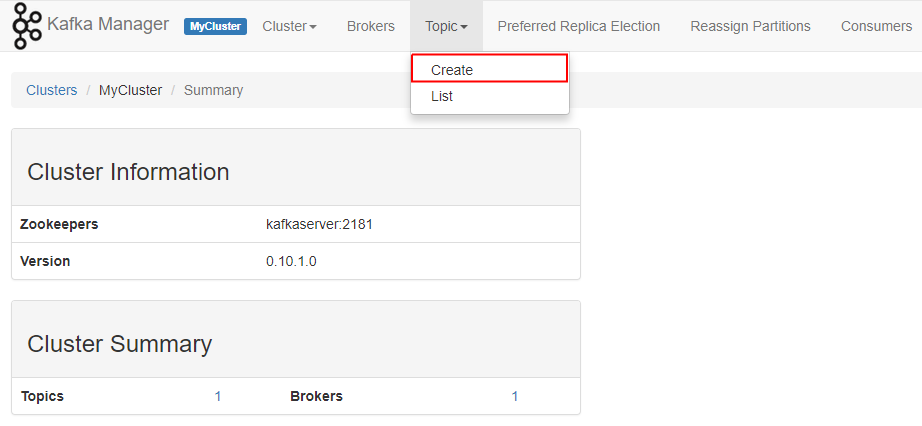 Kafka Manager MyCluster Cluster Brokers Topic Preferred Replica Election Reassign Partitions Consumers
Create
List
Clusters / MyCluster / Summary
Cluster Information
Zookeepers kafkaserver:2181
Version 0.10.1.0
Cluster Summary
Topics 1 Brokers 1